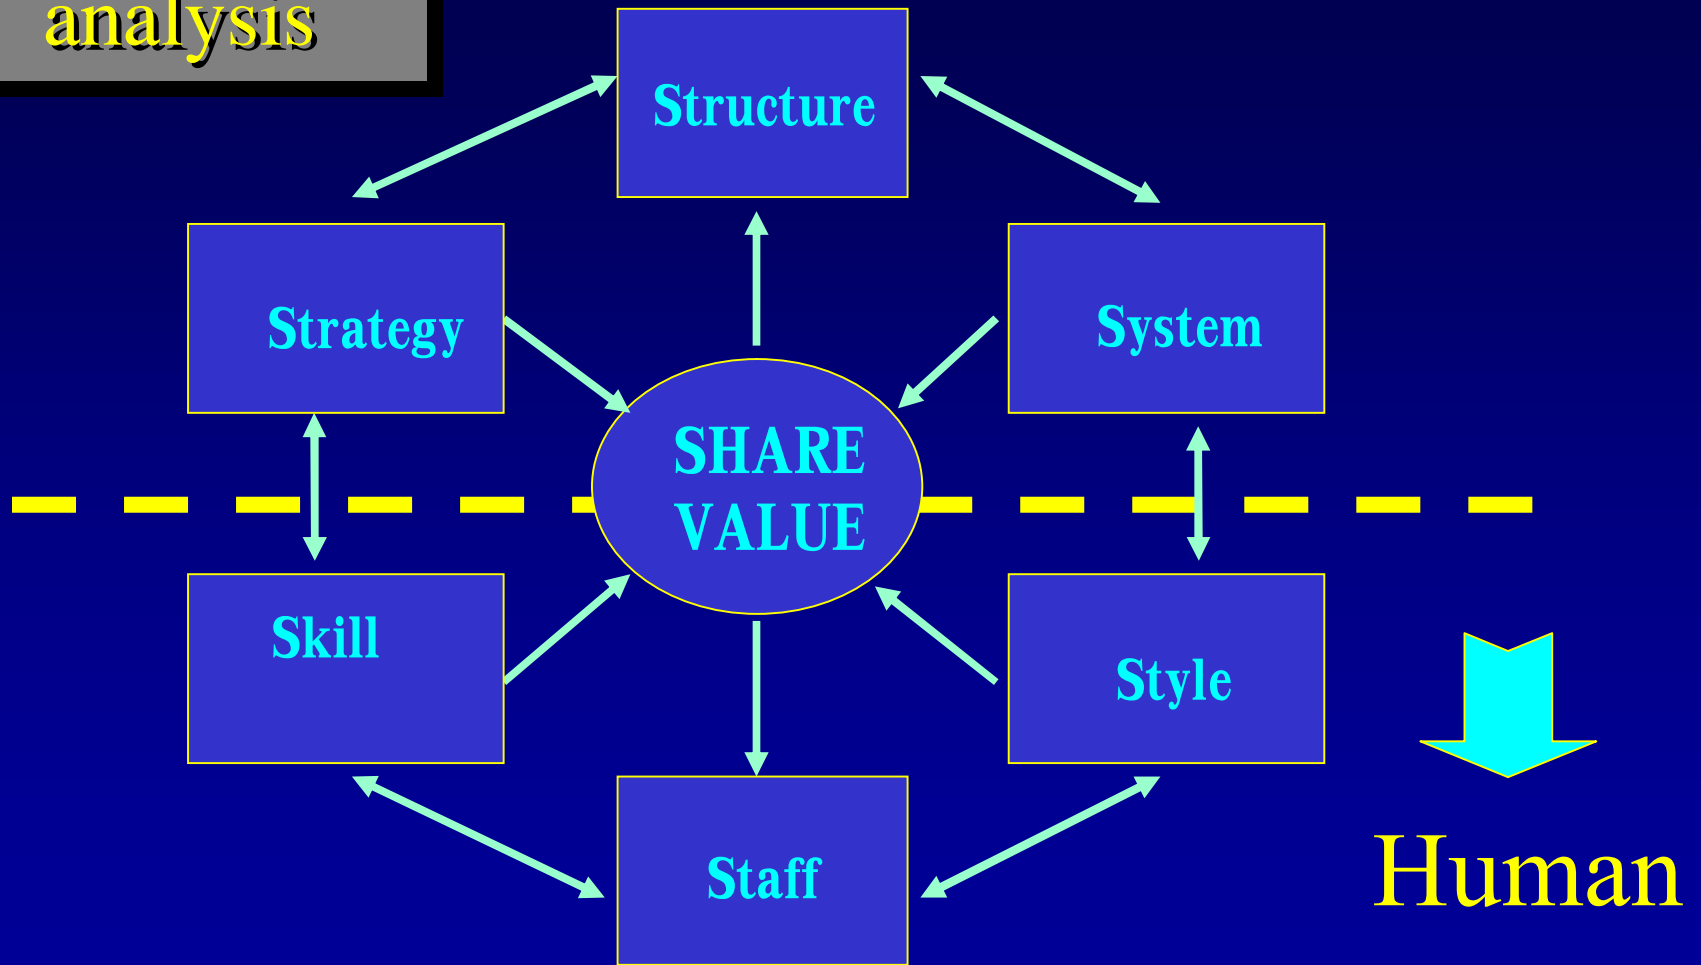 analysis
Structure
Strategy
System
SHARE
VALUE
Skill
Style
Staff
Human